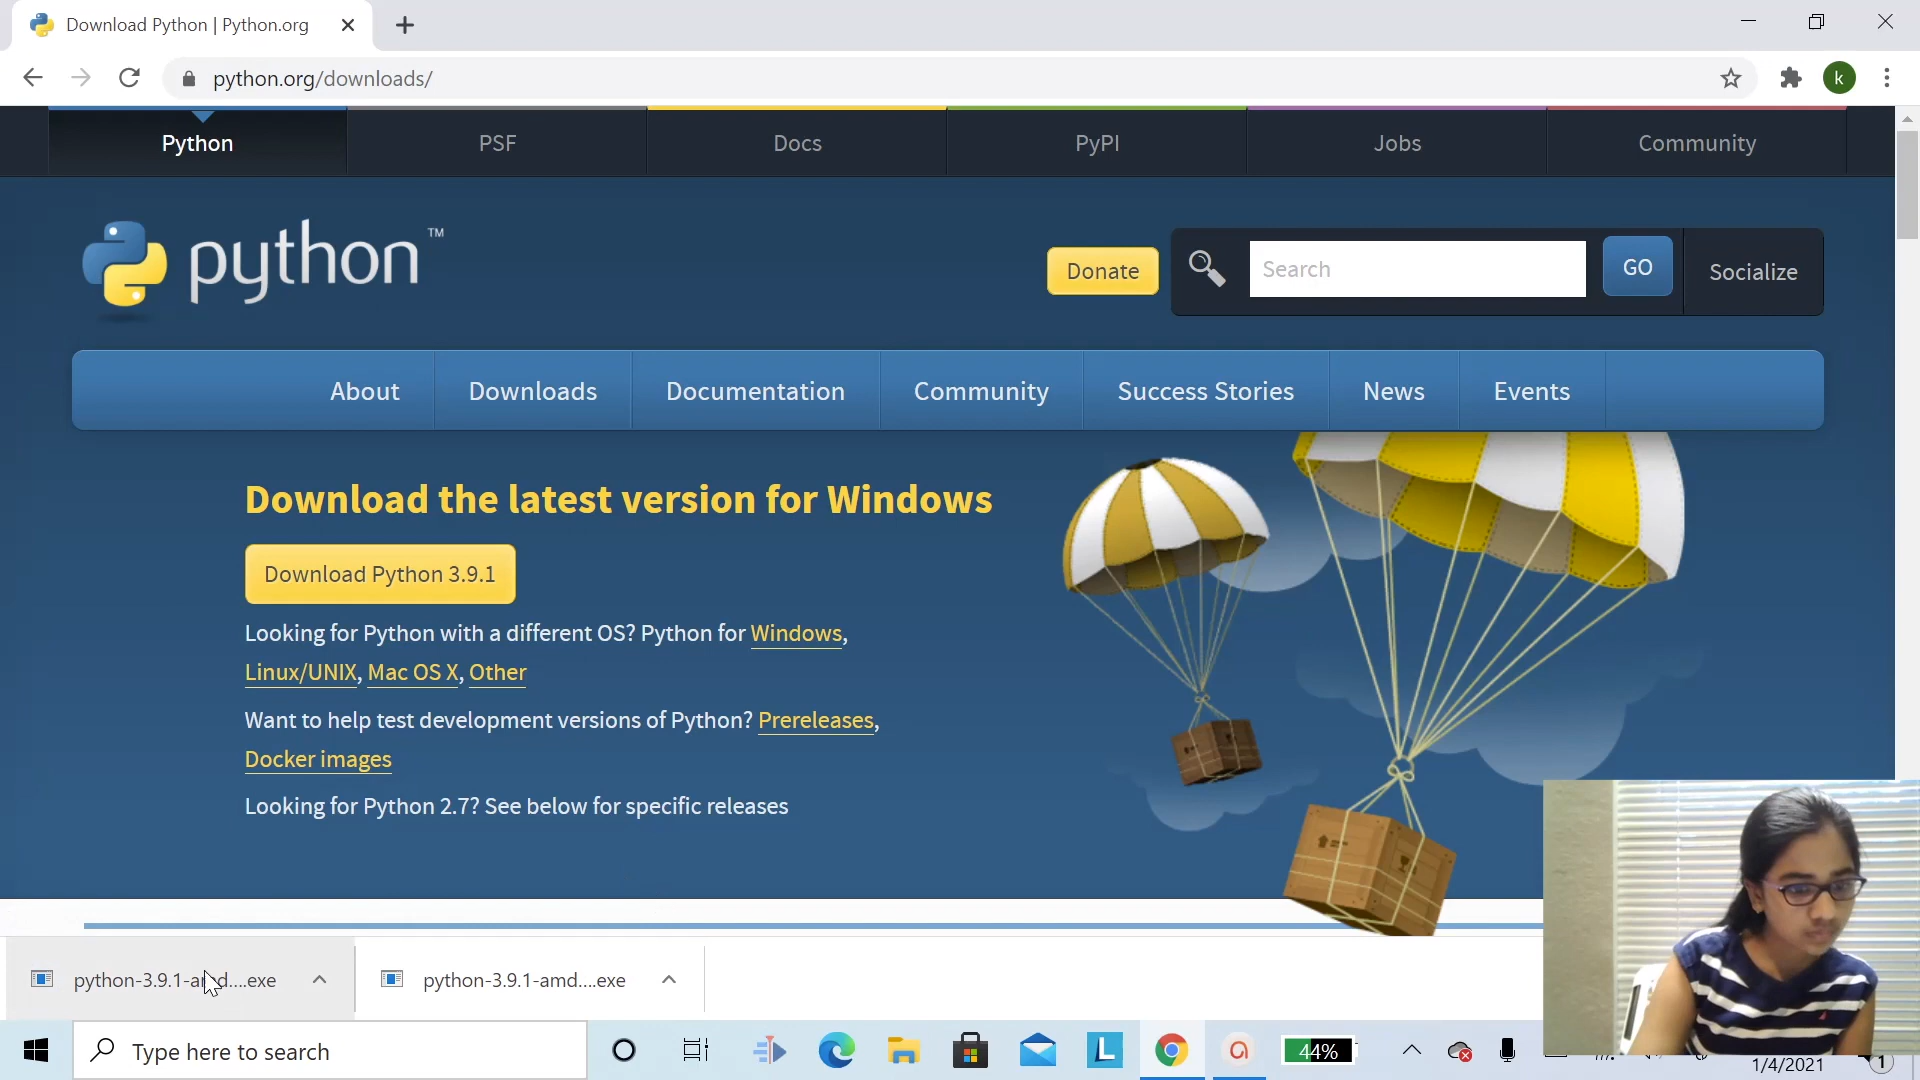 Download Python | Python.org
python.org/downloads/
k
Python PSF Docs PyPI Jobs Community
python™
Donate Search GO Socialize
About Downloads Documentation Community Success Stories News Events
Download the latest version for Windows
Download Python 3.9.1
Looking for Python with a different OS? Python for Windows,
Linux/UNIX, Mac OS X, Other
Want to help test development versions of Python? Prereleases,
Docker images
Looking for Python 2.7? See below for specific releases
python-3.9.1-amd....exe python-3.9.1-amd....exe
Type here to search
L
44%
1/4/2021
1